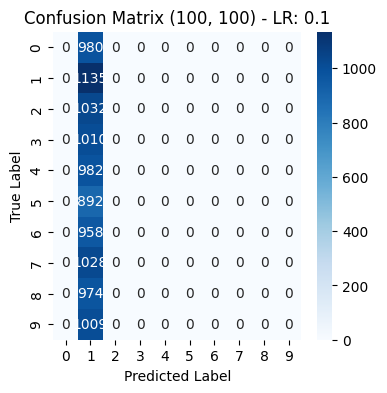 Confusion Matrix (100, 100) - LR: 0.1
0 0 980 0 0 0 0 0 0 0 0
1 0 1135 0 0 0 0 0 0 0 0
2 0 1032 0 0 0 0 0 0 0 0
3 0 1010 0 0 0 0 0 0 0 0
4 0 982 0 0 0 0 0 0 0 0
5 0 892 0 0 0 0 0 0 0 0
6 0 958 0 0 0 0 0 0 0 0
7 0 1028 0 0 0 0 0 0 0 0
8 0 974 0 0 0 0 0 0 0 0
9 0 1009 0 0 0 0 0 0 0 0
0 1 2 3 4 5 6 7 8 9
Predicted Label
True Label
1000
800
600
400
200
0